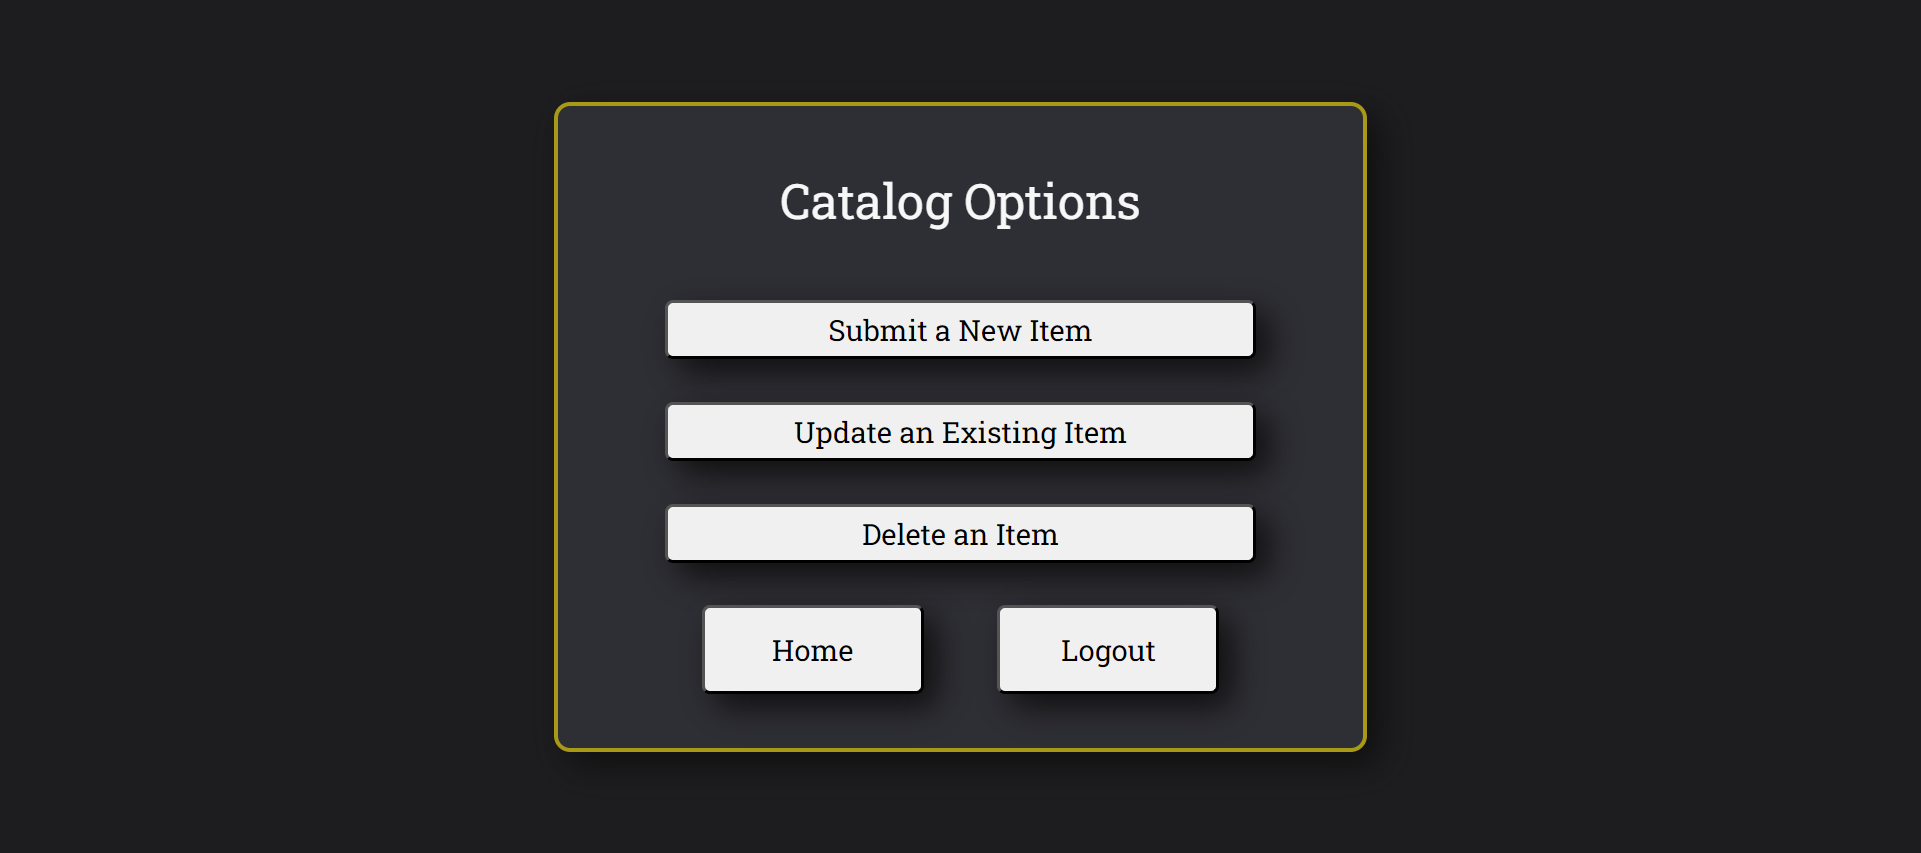 Catalog Options
Submit a New Item
Update an Existing Item
Delete an Item
Home
Logout